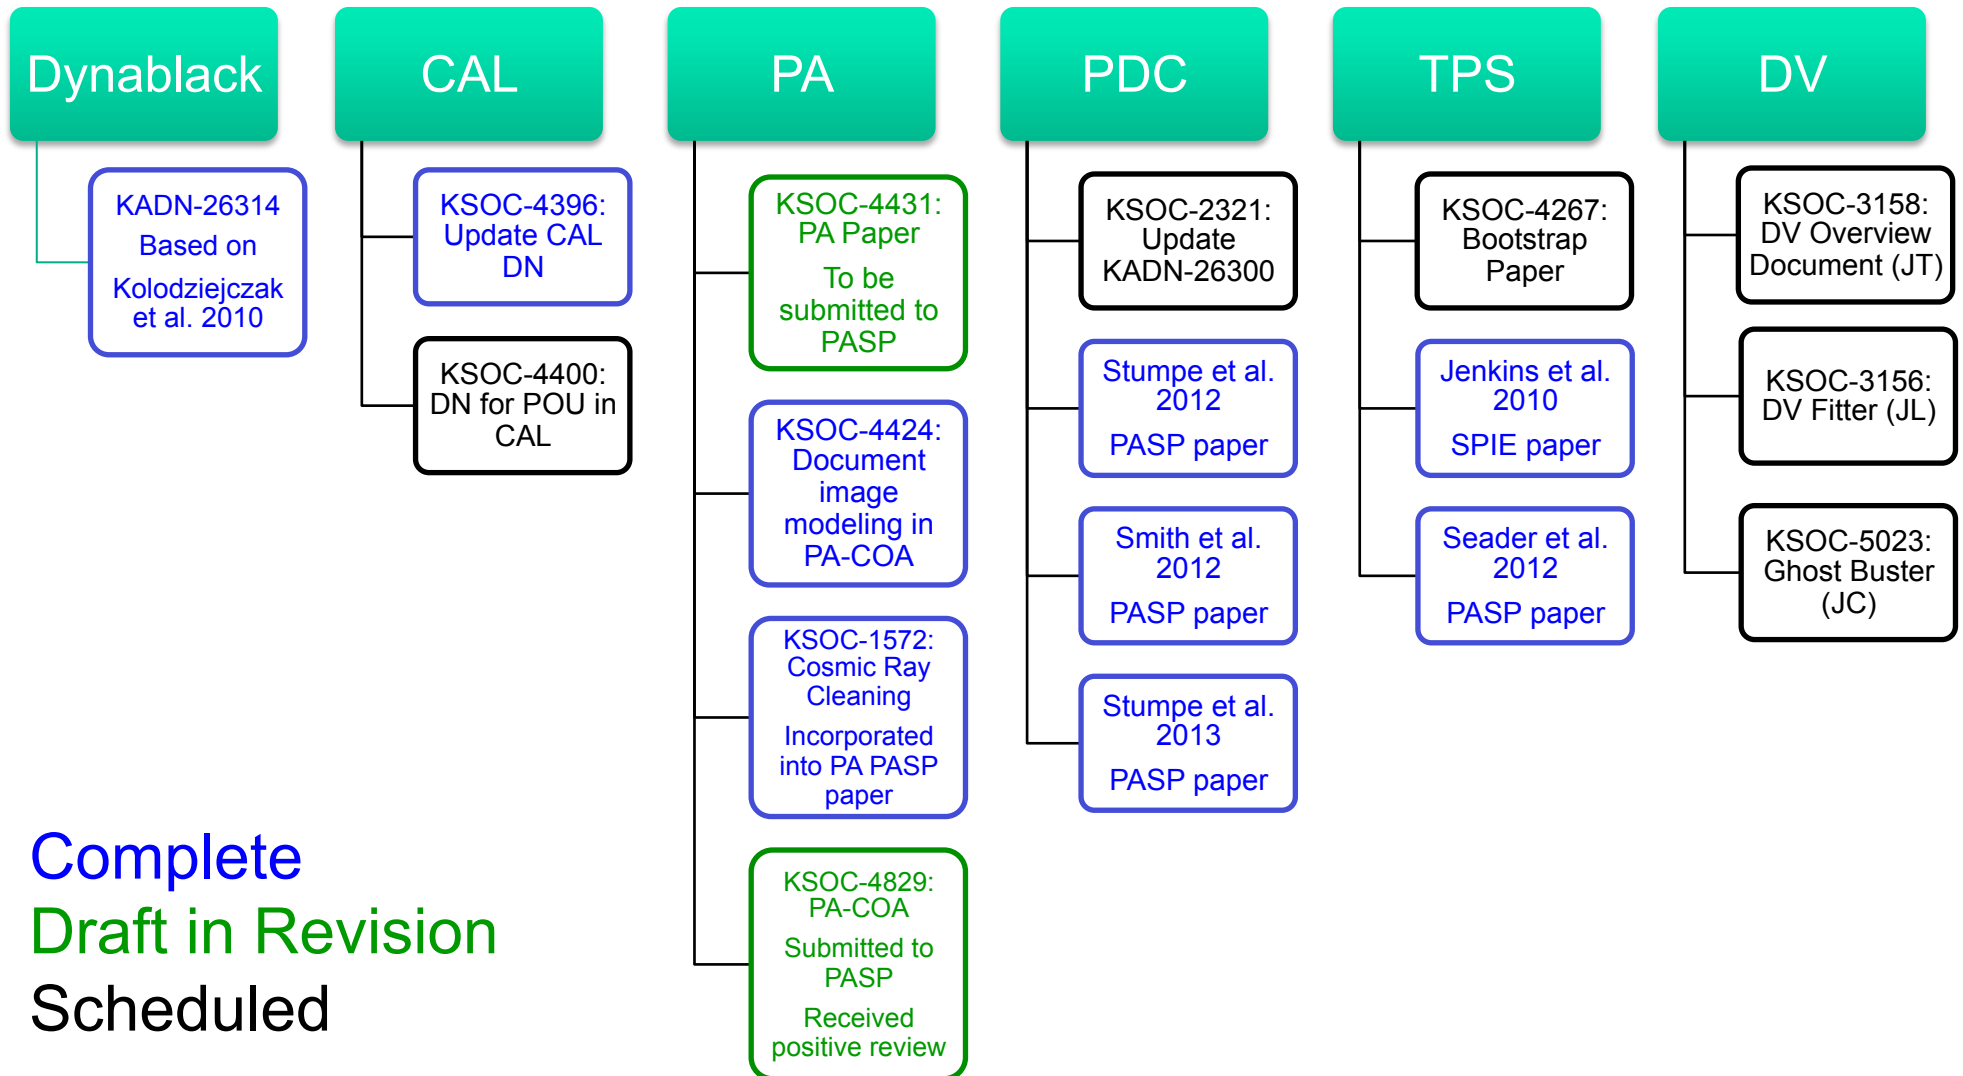 Dynablack
CAL
PA
PDC
TPS
DV
KADN-26314
Based on
Kolodziejczak
et al. 2010
KSOC-4396:
Update CAL
DN
KSOC-4400:
DN for POU in
CAL
KSOC-4431:
PA Paper
To be
submitted to
PASP
KSOC-4424:
Document
image
modeling in
PA-COA
KSOC-1572:
Cosmic Ray
Cleaning
Incorporated
into PA PASP
paper
KSOC-4829:
PA-COA
Submitted to
PASP
Received
positive review
KSOC-2321:
Update
KADN-26300
Stumpe et al.
2012
PASP paper
Smith et al.
2012
PASP paper
Stumpe et al.
2013
PASP paper
KSOC-4267:
Bootstrap
Paper
Jenkins et al.
2010
SPIE paper
Seader et al.
2012
PASP paper
KSOC-3158:
DV Overview
Document (JT)
KSOC-3156:
DV Fitter (JL)
KSOC-5023:
Ghost Buster
(JC)
Complete
Draft in Revision
Scheduled